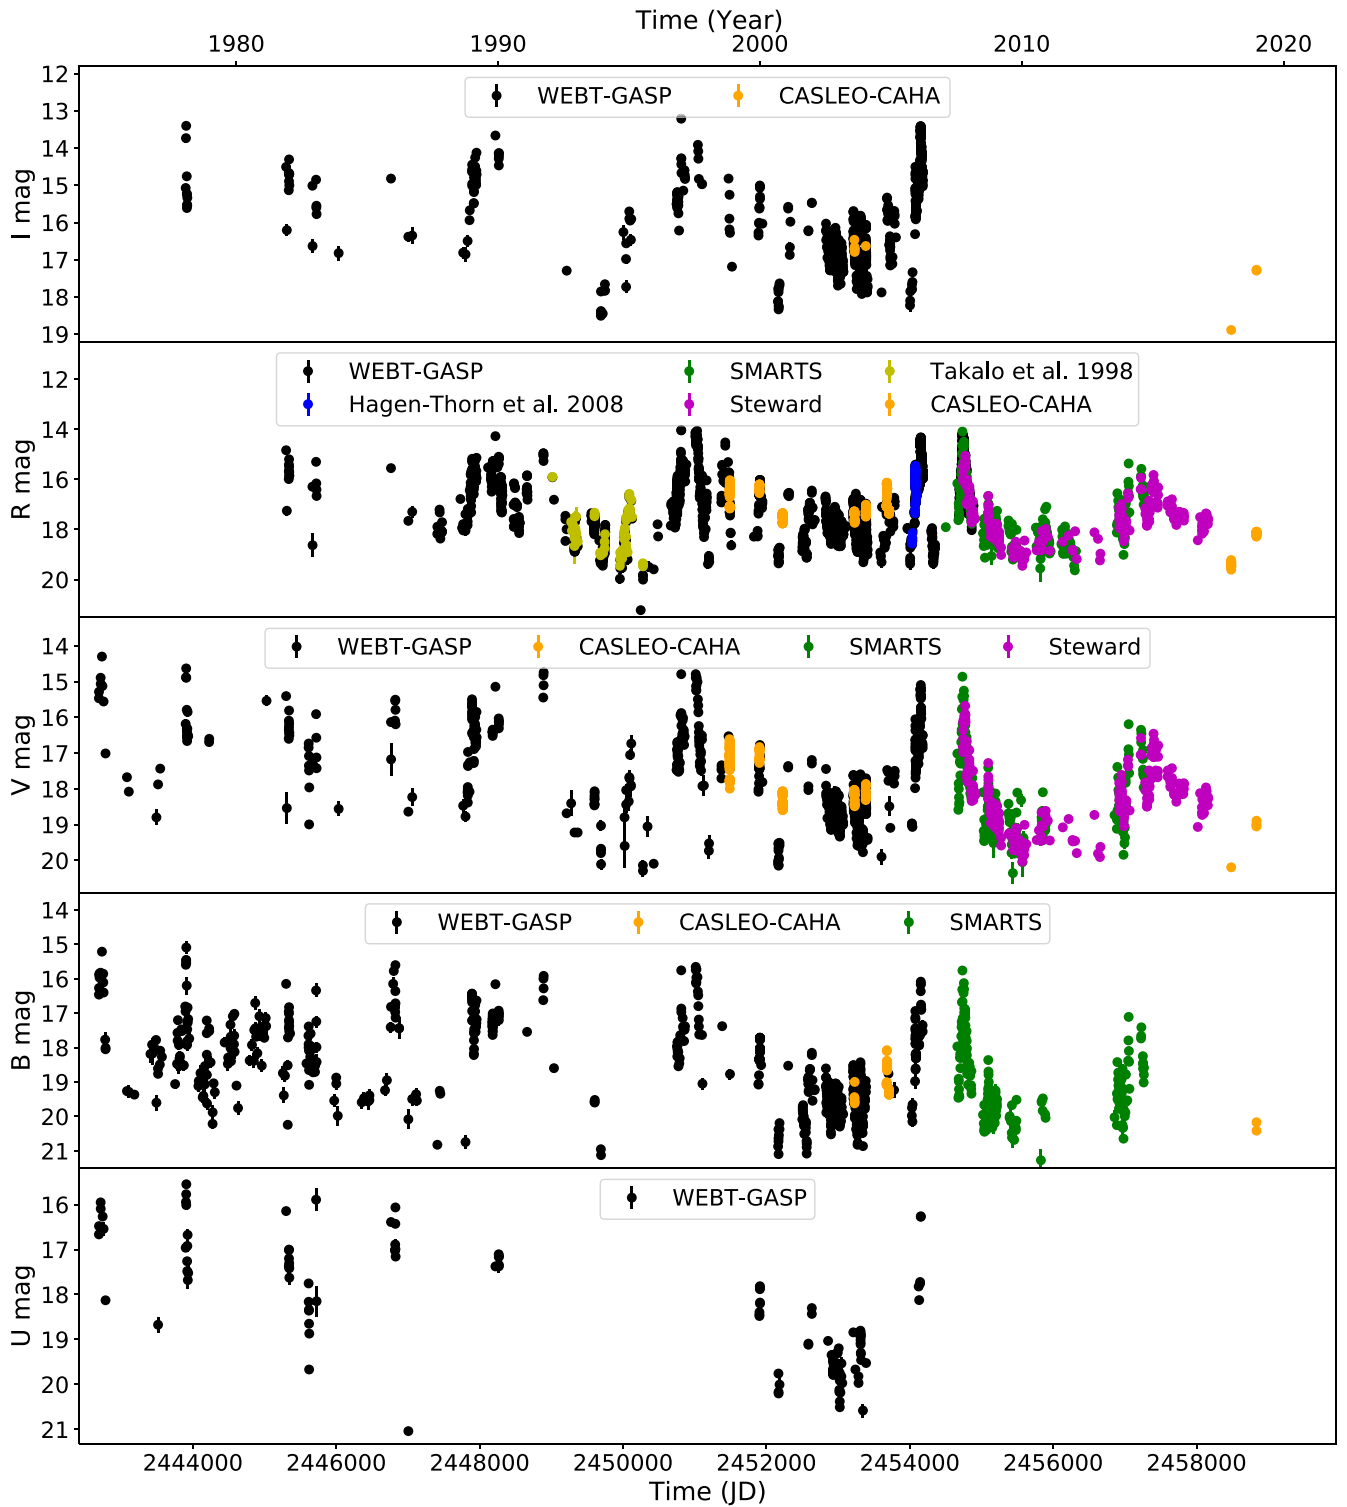 Time (Year)
1980 1990 2000 2010 2020
WEBT-GASP CASLEO-CAHA
12
13
14
15
16
17
18
19
I mag
WEBT-GASP SMARTS Takalo et al. 1998
Hagen-Thorn et al. 2008 Steward CASLEO-CAHA
12
14
16
18
20
R mag
WEBT-GASP CASLEO-CAHA SMARTS Steward
14
15
16
17
18
19
20
V mag
WEBT-GASP CASLEO-CAHA SMARTS
14
15
16
17
18
19
20
21
B mag
WEBT-GASP
16
17
18
19
20
21
U mag
2444000 2446000 2448000 2450000 2452000 2454000 2456000 2458000
Time (JD)